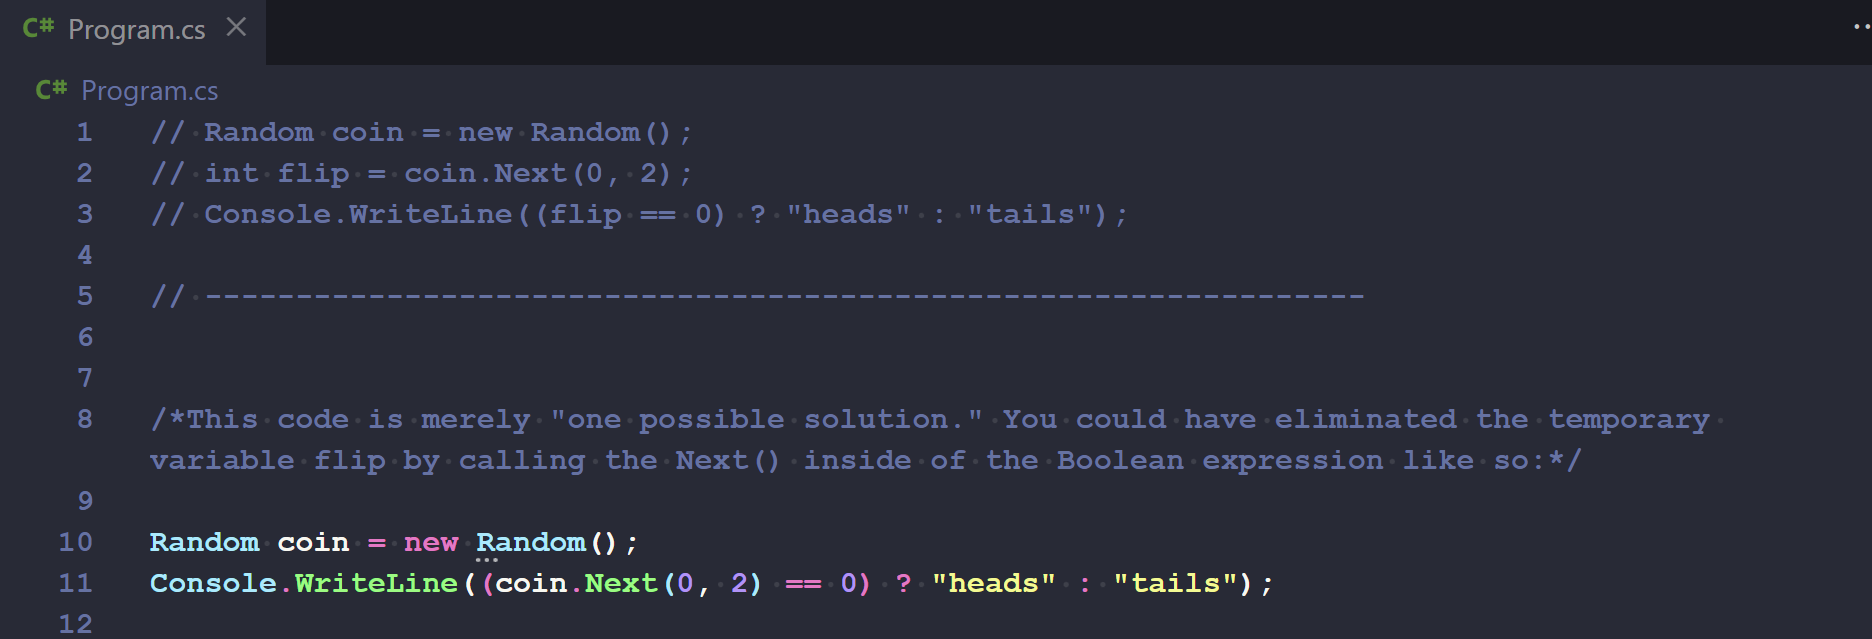 C# Program.cs ×
C# Program.cs
1 // Random coin = new Random();
2 // int flip = coin.Next(0, 2);
3 // Console.WriteLine((flip == 0) ? "heads" : "tails");
4
5 // ----------------------------------------------------------------
6
7
8 /*This code is merely "one possible solution." You could have eliminated the temporary
variable flip by calling the Next() inside of the Boolean expression like so:*/
9
10 Random coin = new Random();
11 Console.WriteLine((coin.Next(0, 2) == 0) ? "heads" : "tails");
12